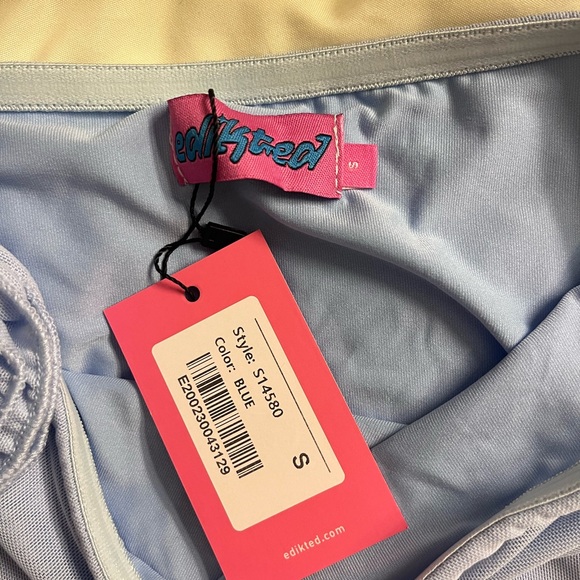 edikted
S
Style: S14580
Color: BLUE
E200230043129
S
edikted.com